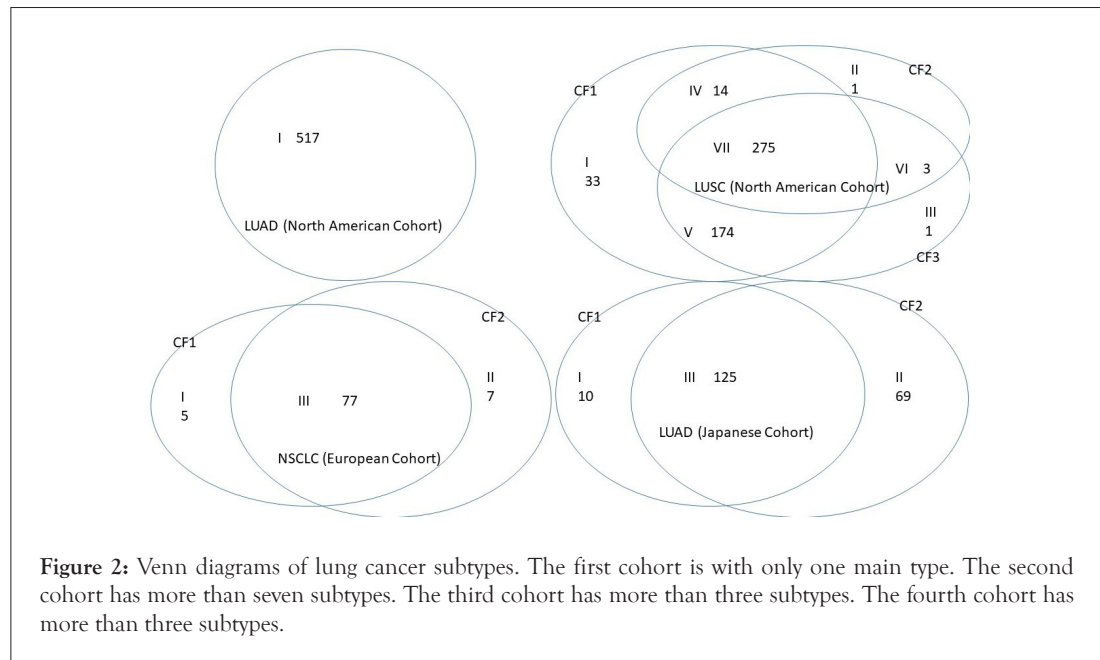 I 517
LUAD (North American Cohort)
CF1
IV 14
II
1
CF2
VII 275
I
33
VI 3
LUSC (North American Cohort)
III
1
V 174
CF3
CF1
CF2
I
5
III 77
II
7
NSCLC (European Cohort)
CF1
CF2
I
10
III 125
II
69
LUAD (Japanese Cohort)
Figure 2: Venn diagrams of lung cancer subtypes. The first cohort is with only one main type. The second
cohort has more than seven subtypes. The third cohort has more than three subtypes. The fourth cohort has
more than three subtypes.